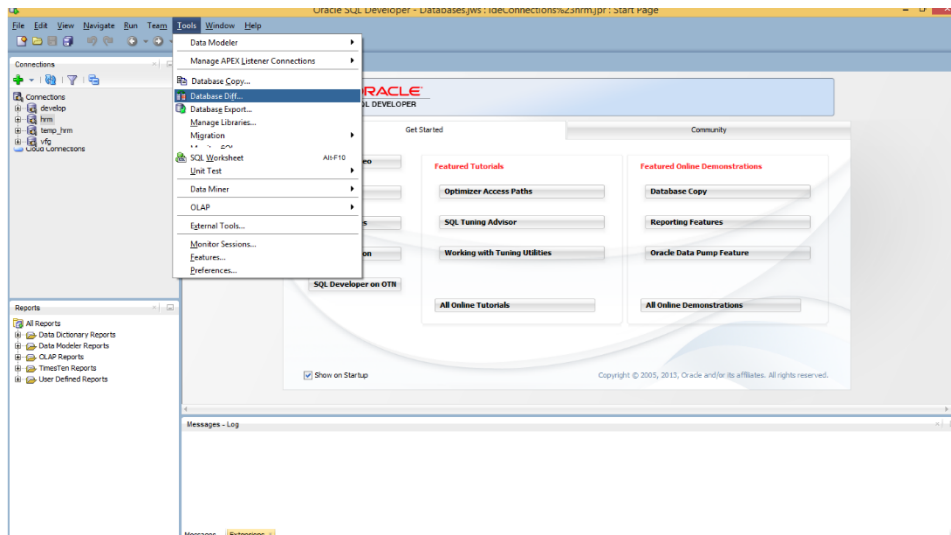 Oracle SQL Developer - Databases.jws : IdeConnections%23hrm.jpr : Start Page
File Edit View Navigate Run Team Tools Window Help
Data Modeler
Manage APEX Listener Connections
Database Copy...
Database Diff...
Database Export...
Manage Libraries...
Migration
SQL Worksheet Alt-F10
Unit Test
Data Miner
OLAP
External Tools...
Monitor Sessions...
Features...
Preferences...
Connections
Connections
develop
hrm
temp_hrm
vfg
Cloud Connections
Reports
All Reports
Data Dictionary Reports
Data Modeler Reports
OLAP Reports
TimesTen Reports
User Defined Reports
Get Started
Community
Featured Tutorials
Optimizer Access Paths
SQL Tuning Advisor
Working with Tuning Utilities
All Online Tutorials
Featured Online Demonstrations
Database Copy
Reporting Features
Oracle Data Pump Feature
All Online Demonstrations
SQL Developer on OTN
Show on Startup
Copyright © 2005, 2013, Oracle and/or its affiliates. All rights reserved.
Messages - Log
Messages Extensions